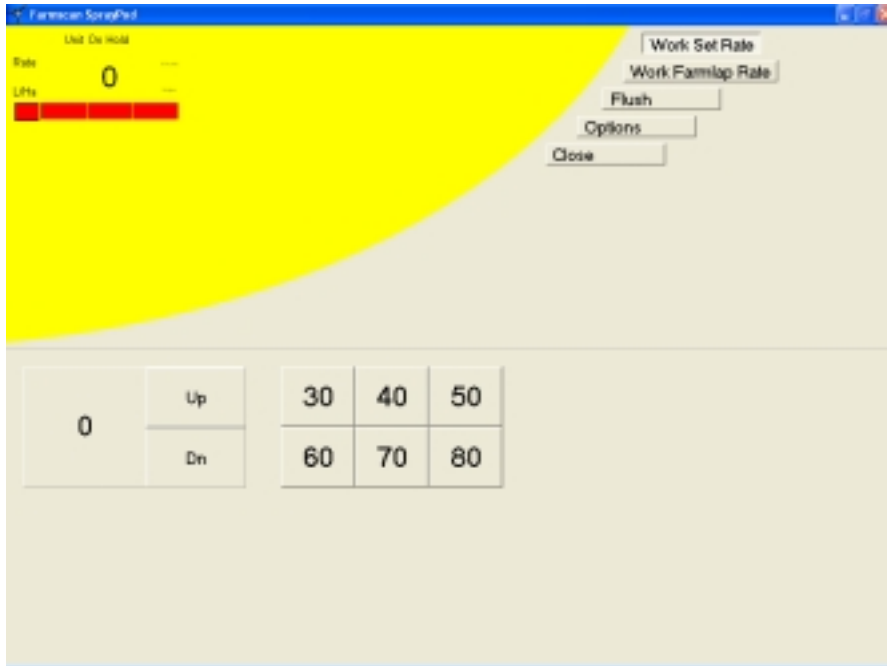 Farmscan SprayPod
Unit On Hold
Rate ----
0
L/Ha ---
Work Set Rate
Work Farmlap Rate
Flush
Options
Close
0
Up
Dn
30 40 50
60 70 80